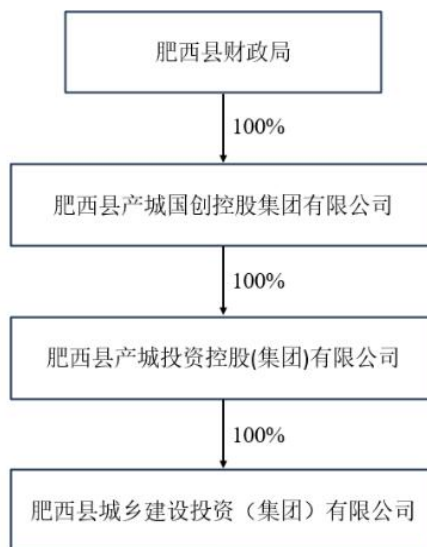 肥西县财政局
100%
肥西县产城国创控股集团有限公司
100%
肥西县产城投资控股(集团)有限公司
100%
肥西县城乡建设投资（集团）有限公司